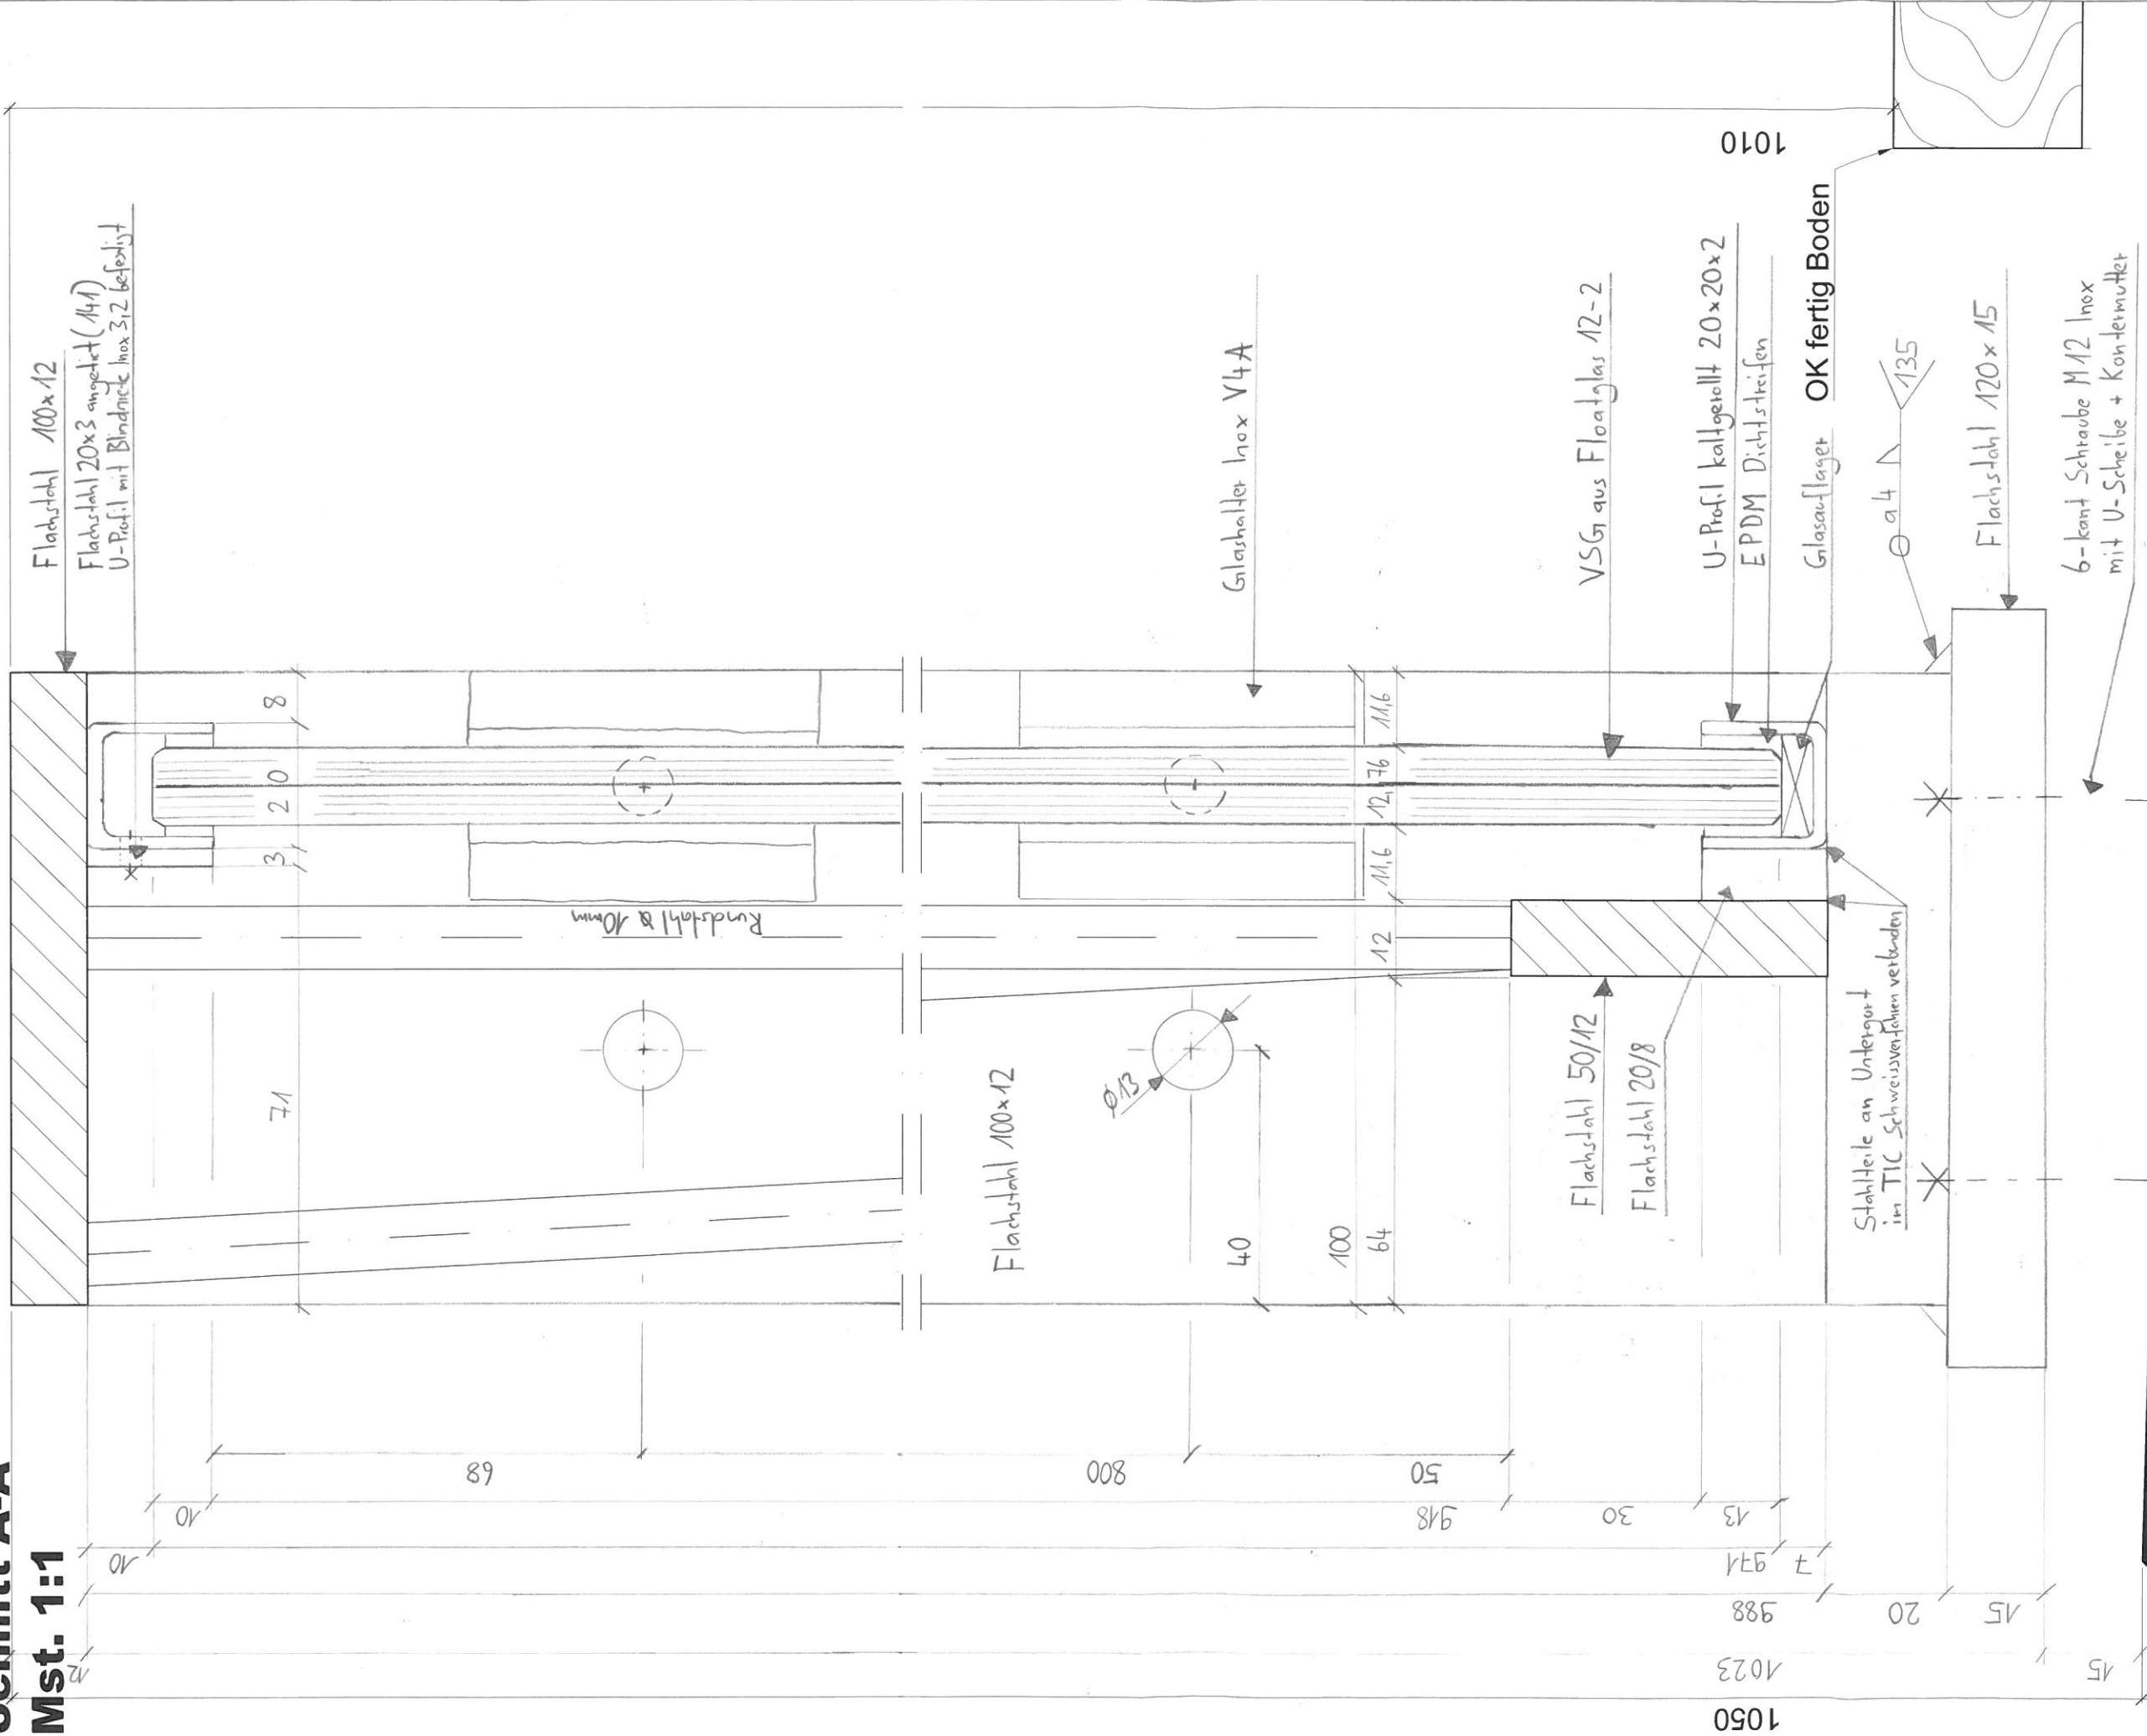 Schnitt A-A
Mst. 1:1
Flachstahl 100x12
Flachstahl 20x3 angetict (141)
U-Profil mit Blindniete Inox 3,2 befestigt
Glashalter Inox V4A
VSG aus Floatglas 12-2
U-Profil kaltgerollt 20x20x2
EPDM Dichtstreifen
Glasauflager
OK fertig Boden
1010
a4
135
Flachstahl 120x15
6-kant Schraube M12 Inox
mit U-Scheibe + Kontermutter
8
20
3
71
Rundstahl ø 10mm
11,6
12,76
11,6
12
64
100
40
Ø13
Flachstahl 100x12
Flachstahl 50/12
Flachstahl 20/8
Stahlteile an Untergurt
in TIG Schweissverfahren verbunden
68
800
50
10
918
30
13
10
971
7
988
20
15
12
1023
15
1050